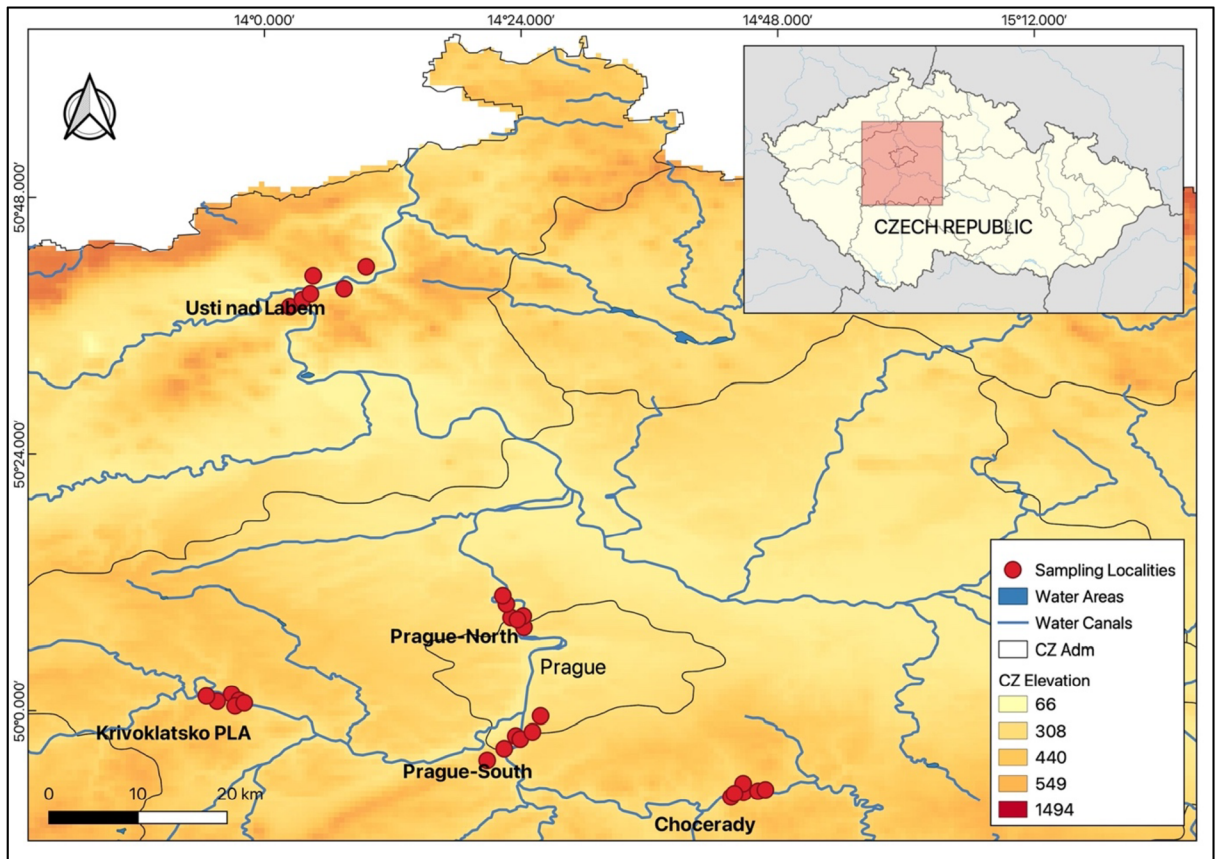 14°0.000′
14°24.000′
14°48.000′
15°12.000′
50°48.000′
50°24.000′
50°0.000′
CZECH REPUBLIC
Usti nad Labem
Prague-North
Prague
Krivoklatsko PLA
Prague-South
Chocerady
0 10 20 km
Sampling Localities
Water Areas
Water Canals
CZ Adm
CZ Elevation
66
308
440
549
1494